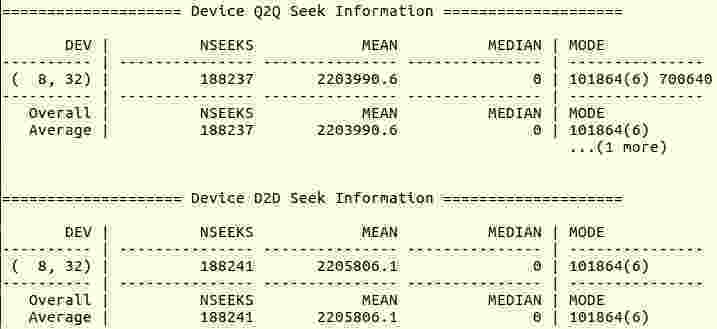 ==================== Device Q2Q Seek Information ====================
       DEV |          NSEEKS            MEAN          MEDIAN | MODE
---------- | --------------- --------------- --------------- | ---------------
 (  8, 32) |          188237       2203990.6               0 | 101864(6) 700640
---------- | --------------- --------------- --------------- | ---------------
   Overall |          NSEEKS            MEAN          MEDIAN | MODE
   Average |          188237       2203990.6               0 | 101864(6)
                                                               ...(1 more)
==================== Device D2D Seek Information ====================
       DEV |          NSEEKS            MEAN          MEDIAN | MODE
---------- | --------------- --------------- --------------- | ---------------
 (  8, 32) |          188241       2205806.1               0 | 101864(6)
---------- | --------------- --------------- --------------- | ---------------
   Overall |          NSEEKS            MEAN          MEDIAN | MODE
   Average |          188241       2205806.1               0 | 101864(6)